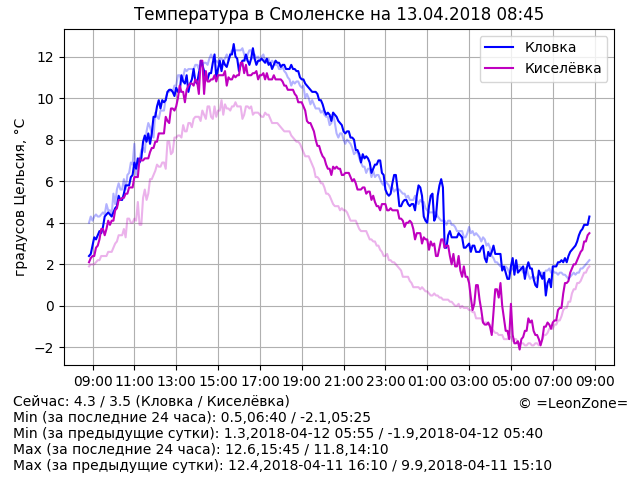 Температура в Смоленске на 13.04.2018 08:45
Кловка
Киселёвка
градусов Цельсия, °C
12
10
8
6
4
2
0
−2
09:00 11:00 13:00 15:00 17:00 19:00 21:00 23:00 01:00 03:00 05:00 07:00 09:00
Сейчас: 4.3 / 3.5 (Кловка / Киселёвка)
© =LeonZone=
Min (за последние 24 часа): 0.5,06:40 / -2.1,05:25
Min (за предыдущие сутки): 1.3,2018-04-12 05:55 / -1.9,2018-04-12 05:40
Max (за последние 24 часа): 12.6,15:45 / 11.8,14:10
Max (за предыдущие сутки): 12.4,2018-04-11 16:10 / 9.9,2018-04-11 15:10